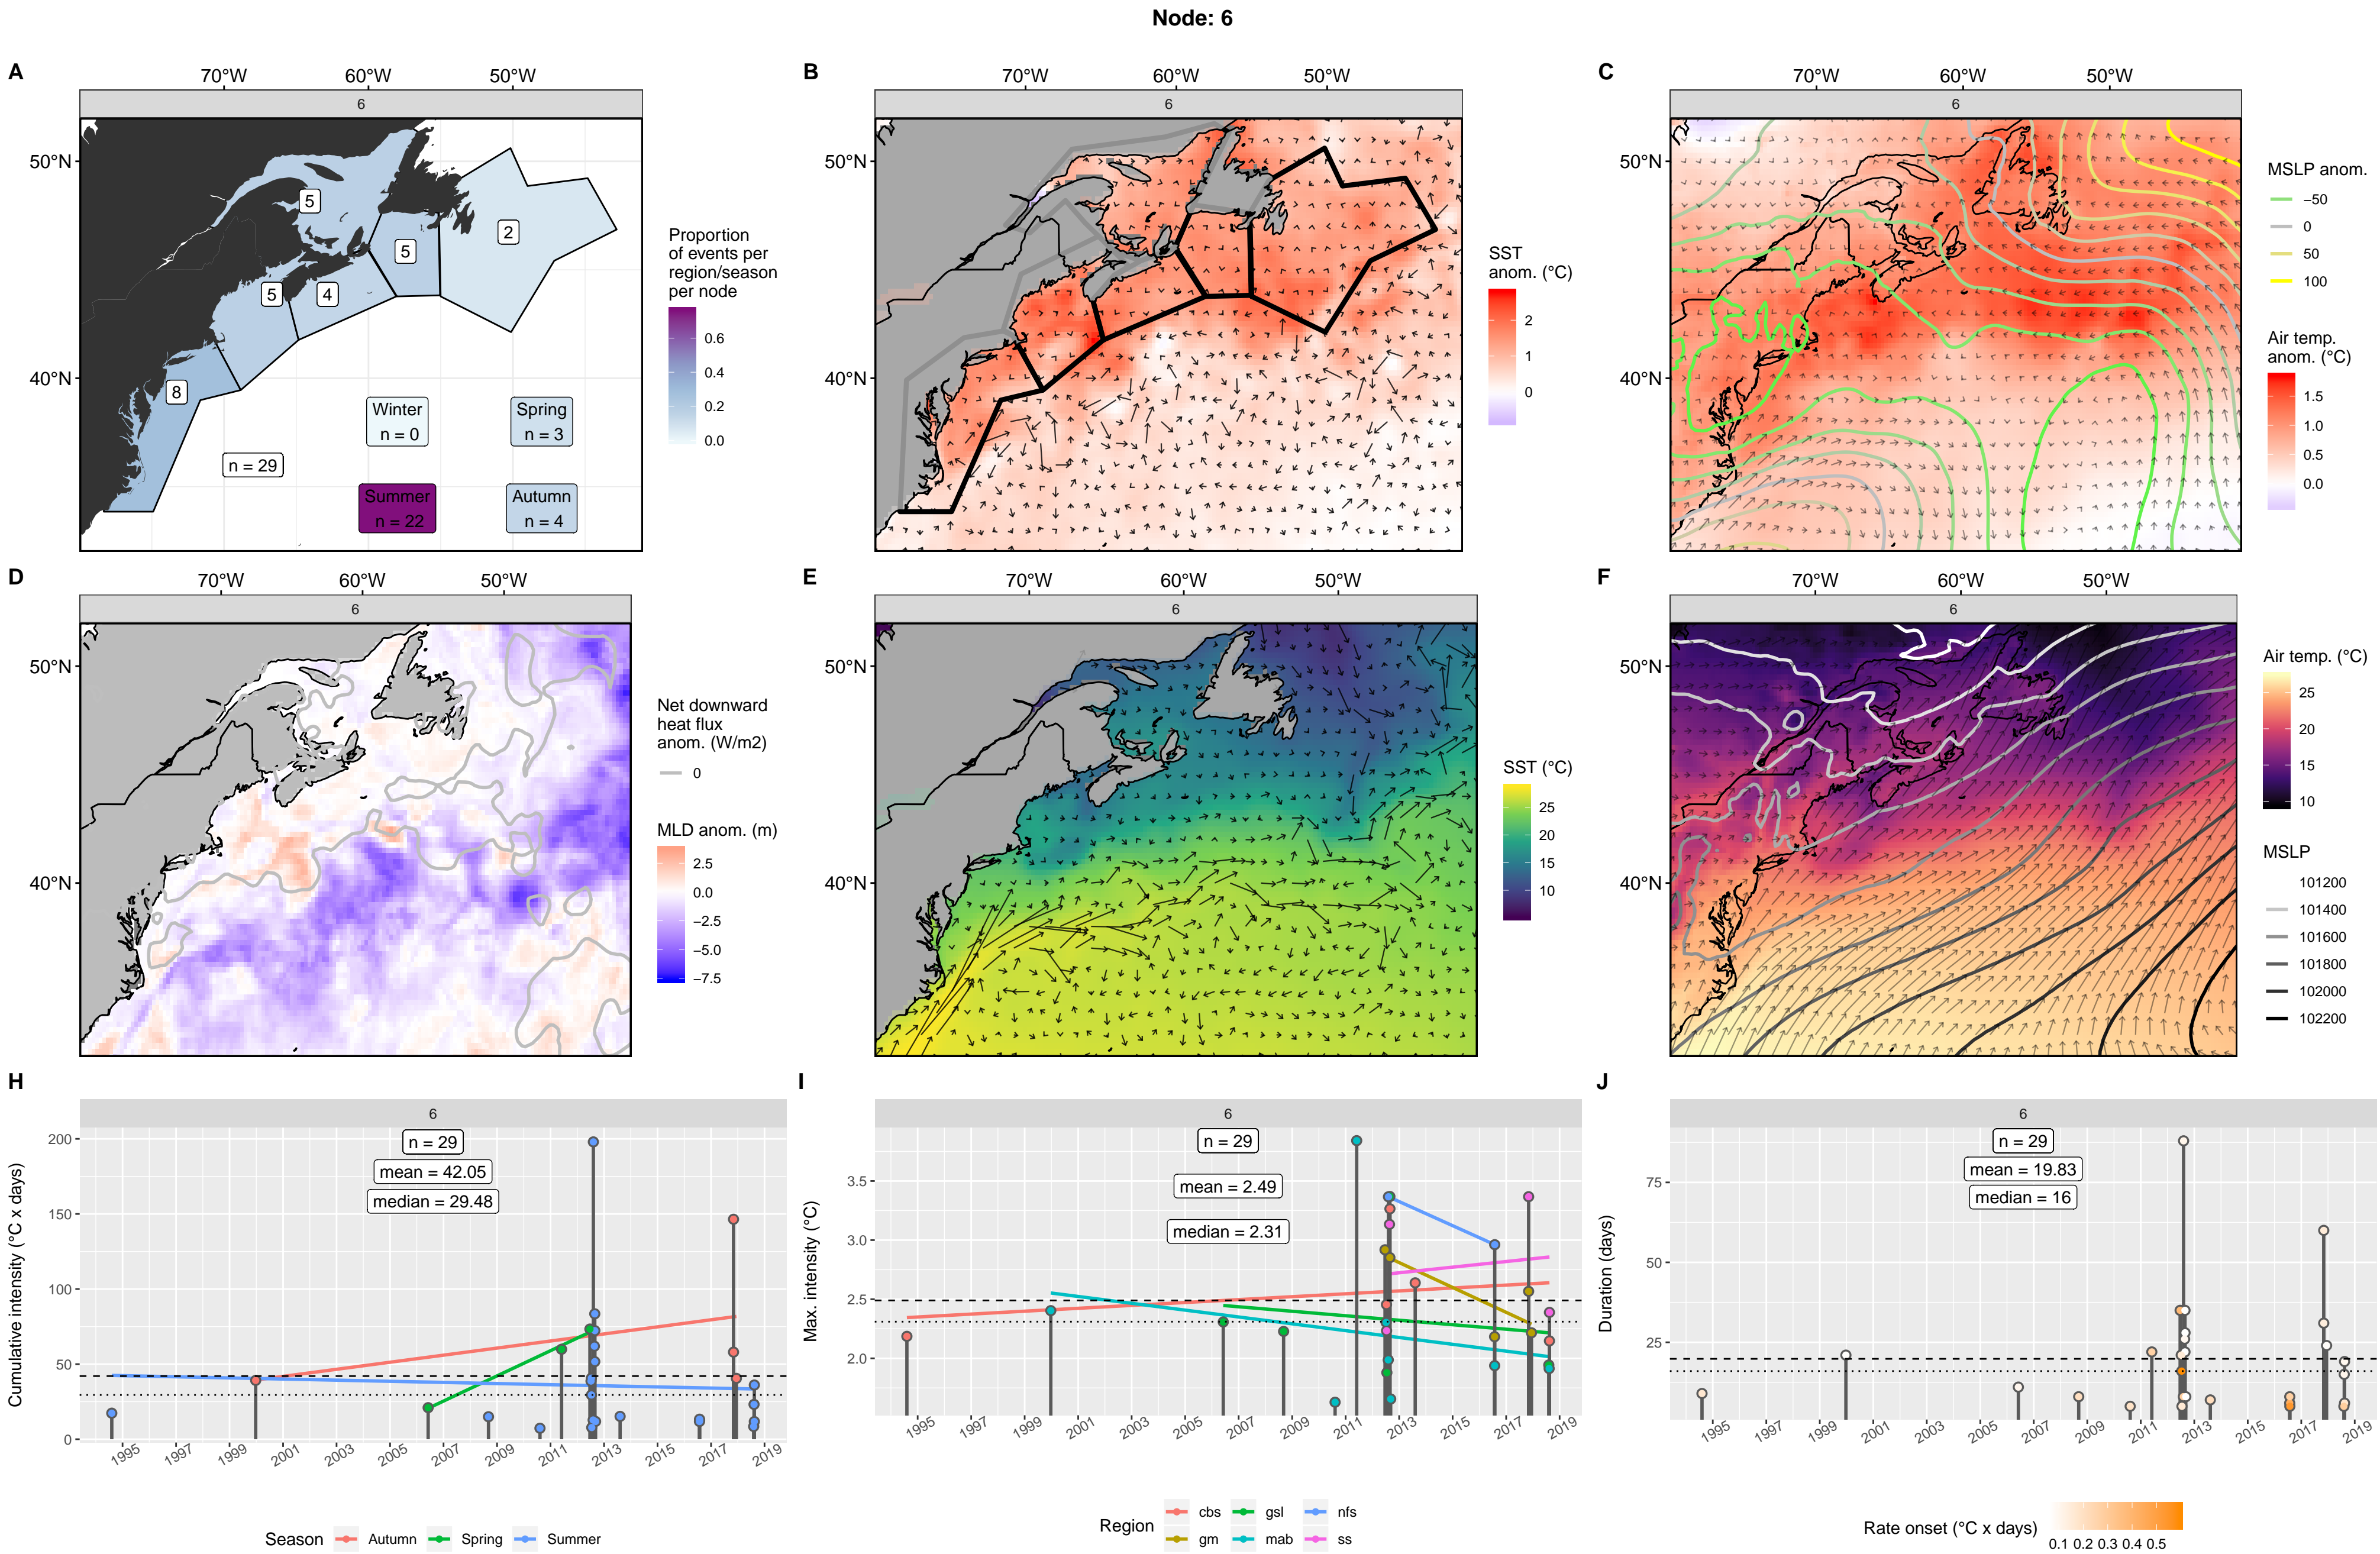 Node: 6
A
70°W 60°W 50°W
6
50°N
40°N
5
5
2
5
4
8
n = 29
Winter
n = 0
Spring
n = 3
Summer
n = 22
Autumn
n = 4
Proportion
of events per
region/season
per node
0.6
0.4
0.2
0.0
B
70°W 60°W 50°W
6
50°N
40°N
SST
anom. (°C)
2
1
0
C
70°W 60°W 50°W
6
50°N
40°N
MSLP anom.
−50
0
50
100
Air temp.
anom. (°C)
1.5
1.0
0.5
0.0
D
70°W 60°W 50°W
6
50°N
40°N
Net downward
heat flux
anom. (W/m2)
0
MLD anom. (m)
2.5
0.0
−2.5
−5.0
−7.5
E
70°W 60°W 50°W
6
50°N
40°N
SST (°C)
25
20
15
10
F
70°W 60°W 50°W
6
50°N
40°N
Air temp. (°C)
25
20
15
10
MSLP
101200
101400
101600
101800
102000
102200
H
6
n = 29
mean = 42.05
median = 29.48
Cumulative intensity (°C x days)
200
150
100
50
0
1995 1997 1999 2001 2003 2005 2007 2009 2011 2013 2015 2017 2019
Season Autumn Spring Summer
I
6
n = 29
mean = 2.49
median = 2.31
Max. intensity (°C)
3.5
3.0
2.5
2.0
1995 1997 1999 2001 2003 2005 2007 2009 2011 2013 2015 2017 2019
Region
cbs gsl nfs
gm mab ss
J
6
n = 29
mean = 19.83
median = 16
Duration (days)
75
50
25
1995 1997 1999 2001 2003 2005 2007 2009 2011 2013 2015 2017 2019
Rate onset (°C x days)
0.1 0.2 0.3 0.4 0.5